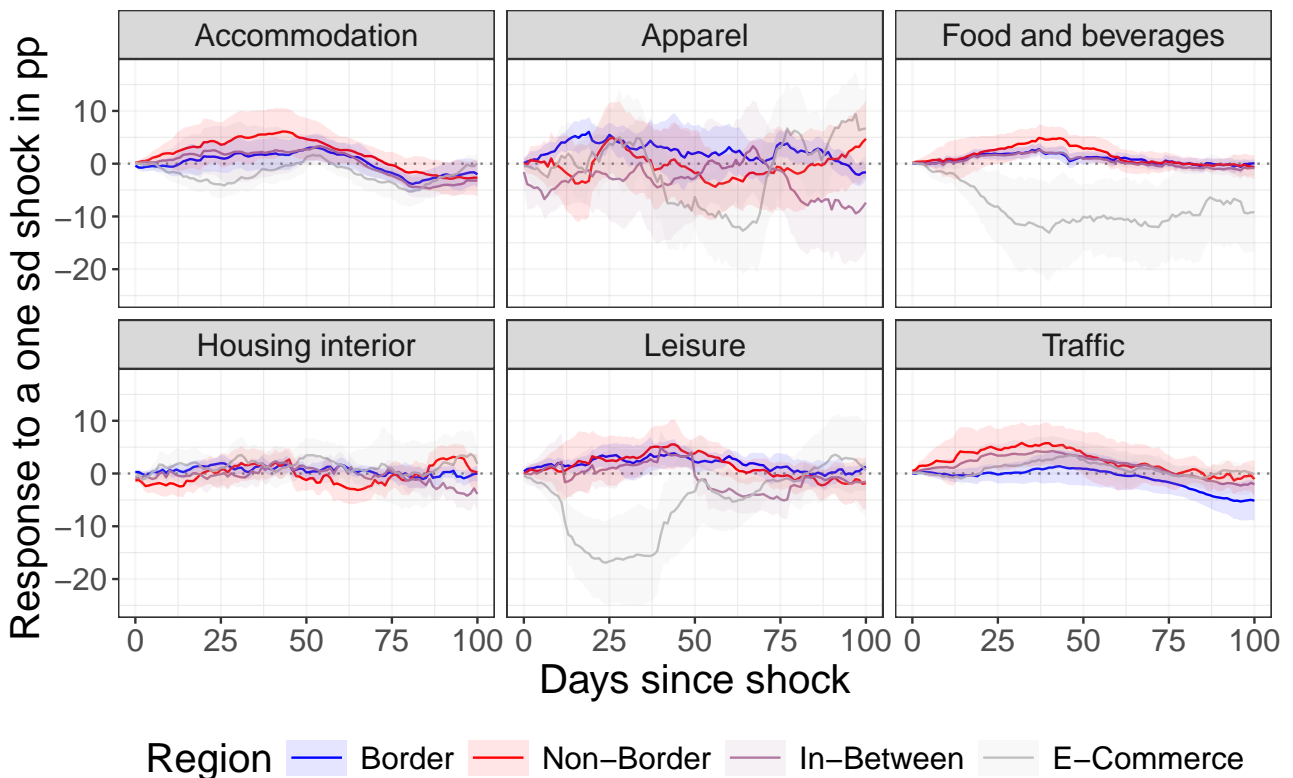 Response to a one sd shock in pp
Accommodation
Apparel
Food and beverages
10
0
−10
−20
Housing interior
Leisure
Traffic
10
0
−10
−20
0 25 50 75 100 0 25 50 75 100 0 25 50 75 100
Days since shock
Region Border Non−Border In−Between E−Commerce